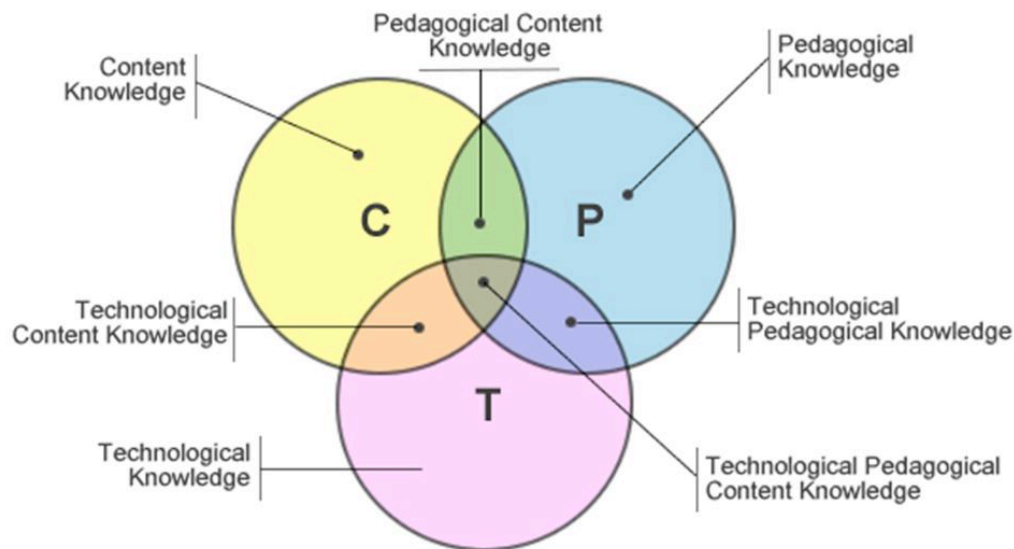 Pedagogical Content
Knowledge
Content
Knowledge
Pedagogical
Knowledge
C
P
Technological
Content Knowledge
Technological
Pedagogical Knowledge
T
Technological
Knowledge
Technological Pedagogical
Content Knowledge